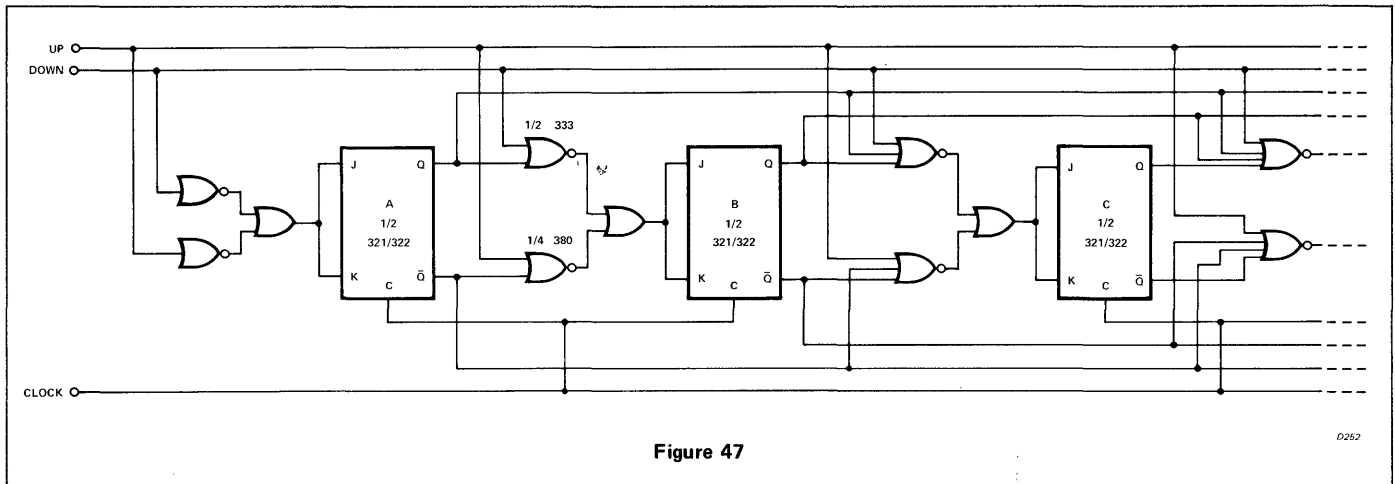 UP
DOWN
1/2 333
J Q
A
1/2
321/322
K Q̄
C
1/4 380
J Q
B
1/2
321/322
K Q̄
C
J Q
C
1/2
321/322
K Q̄
C
CLOCK
Figure 47
D252